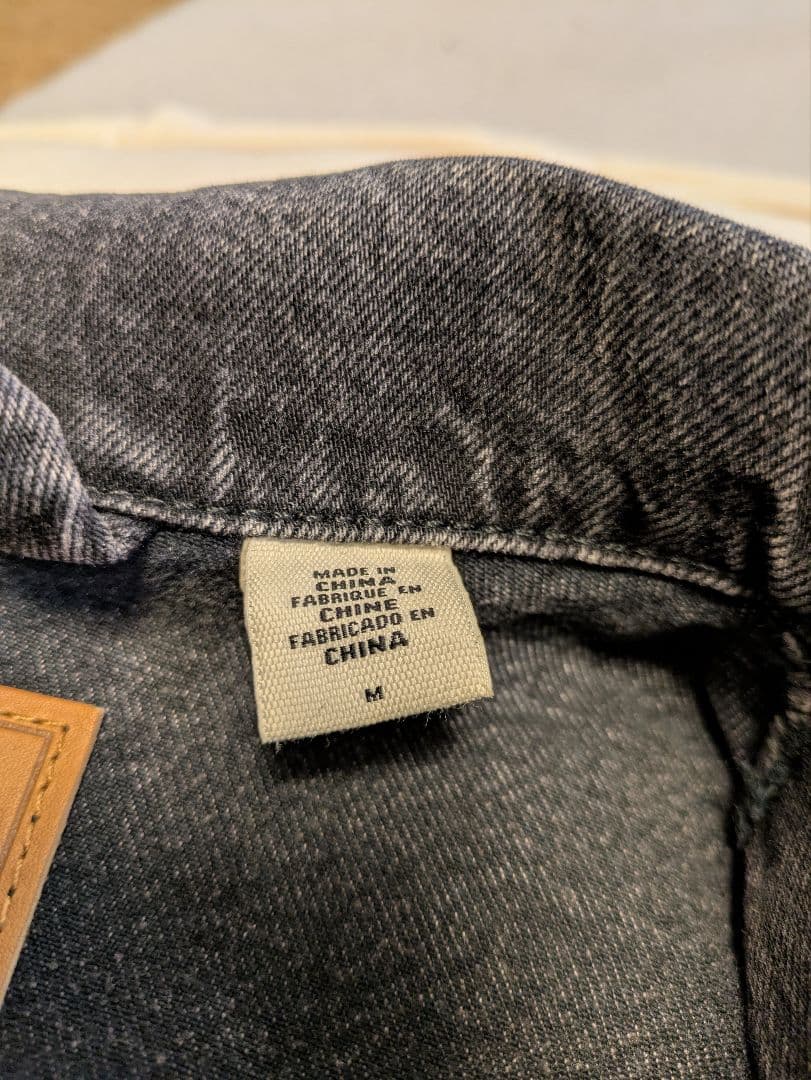 MADE IN
CHINA
FABRIQUE EN
CHINE
FABRICADO EN
CHINA
M